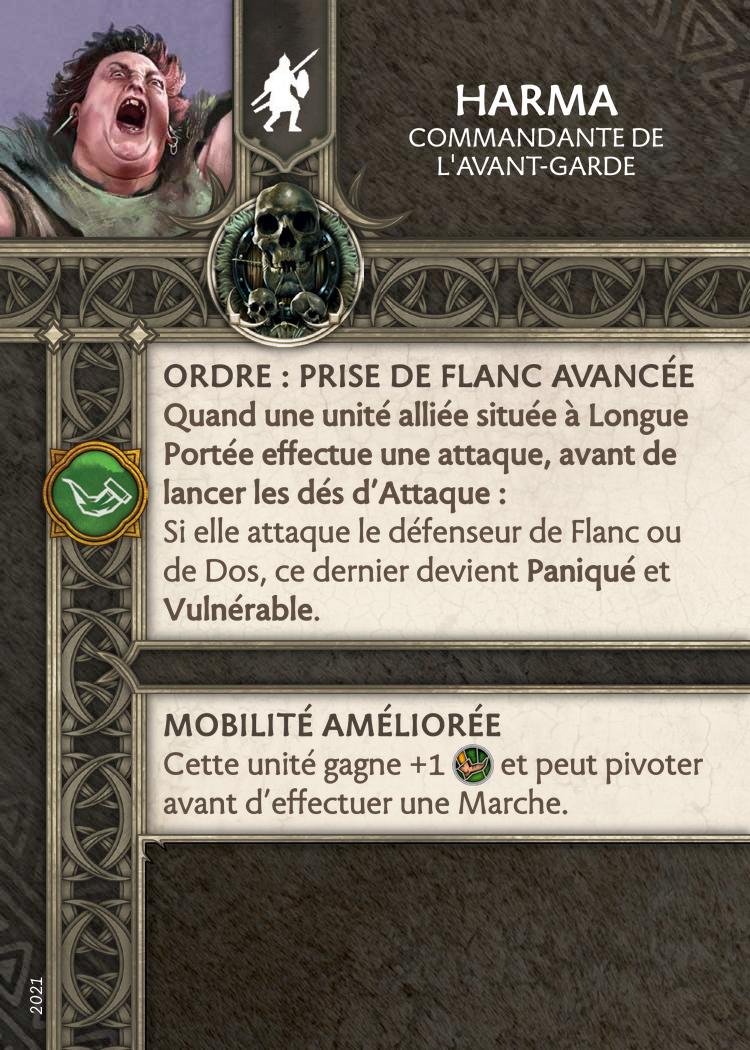 HARMA
COMMANDANTE DE
L'AVANT-GARDE
ORDRE : PRISE DE FLANC AVANCÉE
Quand une unité alliée située à Longue
Portée effectue une attaque, avant de
lancer les dés d'Attaque :
Si elle attaque le défenseur de Flanc ou
de Dos, ce dernier devient Paniqué et
Vulnérable.
MOBILITÉ AMÉLIORÉE
Cette unité gagne +1 et peut pivoter
avant d'effectuer une Marche.
2021